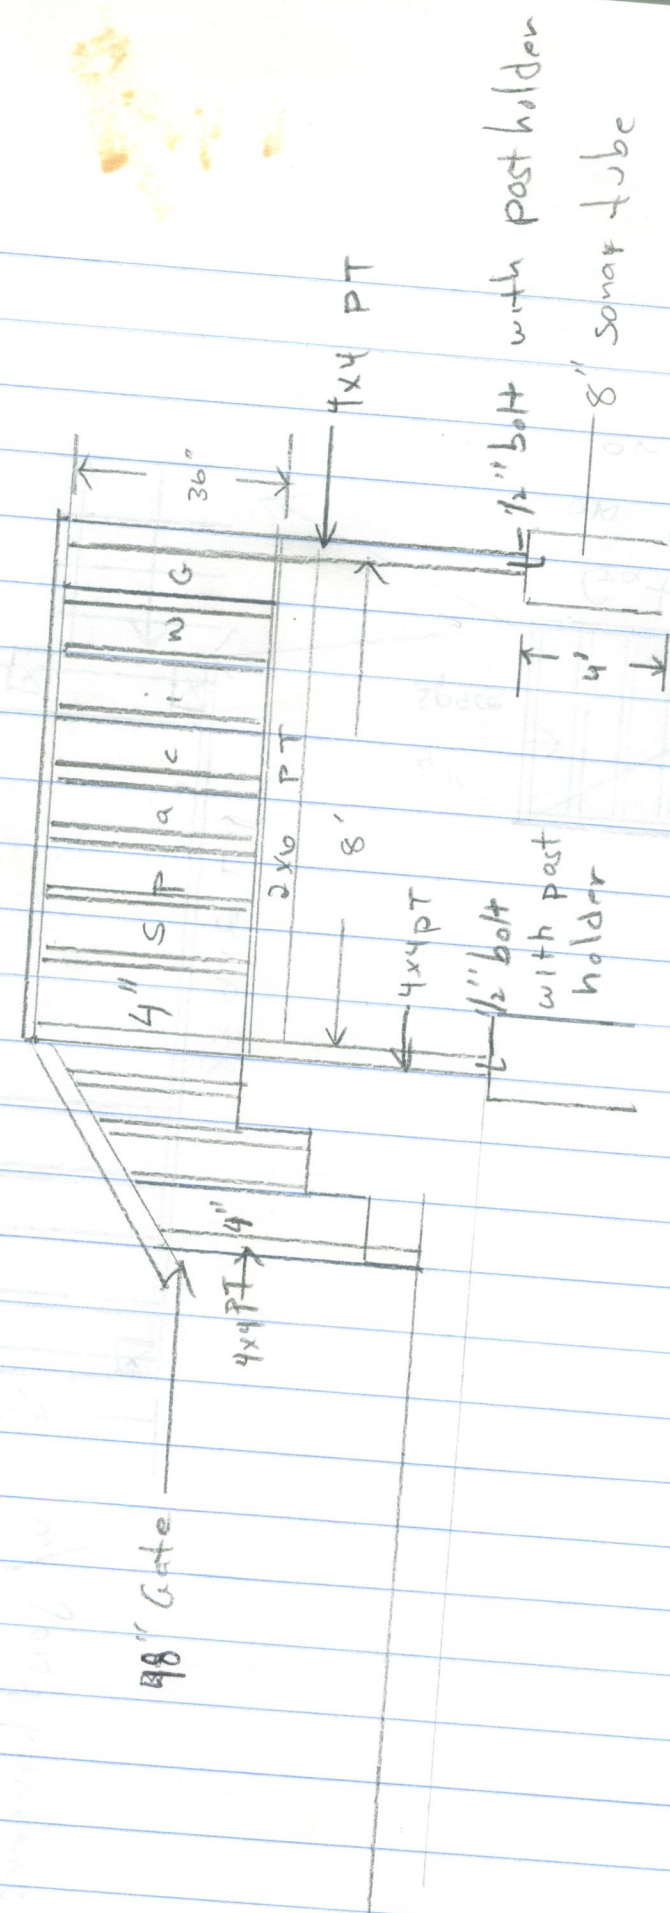 48" Gate
4x4 PT
4"
4" SPaciNG
36"
2x6 PT
8'
4x4 PT
4x4 PT
1/2" bolt
with post
holder
1/2" bolt with post holder
8" sonar tube
4'